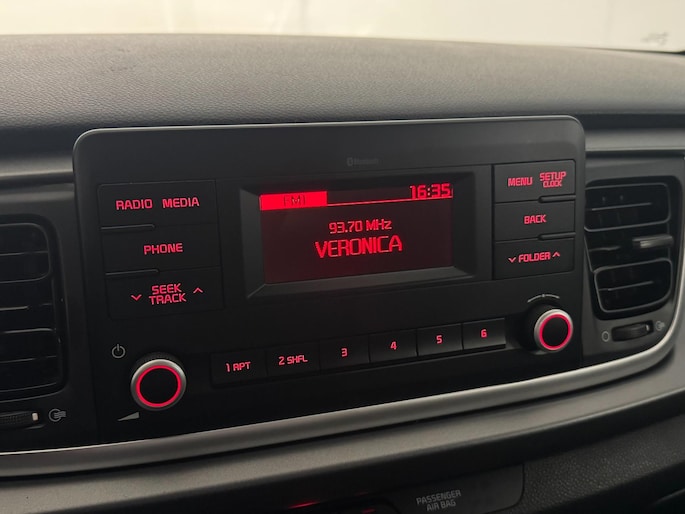 Bluetooth
FM1 16:35
93.70 MHz
VERONICA
RADIO MEDIA
PHONE
SEEK
TRACK
MENU SETUP
CLOCK
BACK
FOLDER
1 RPT 2 SHFL 3 4 5 6
PASSENGER
AIR BAG